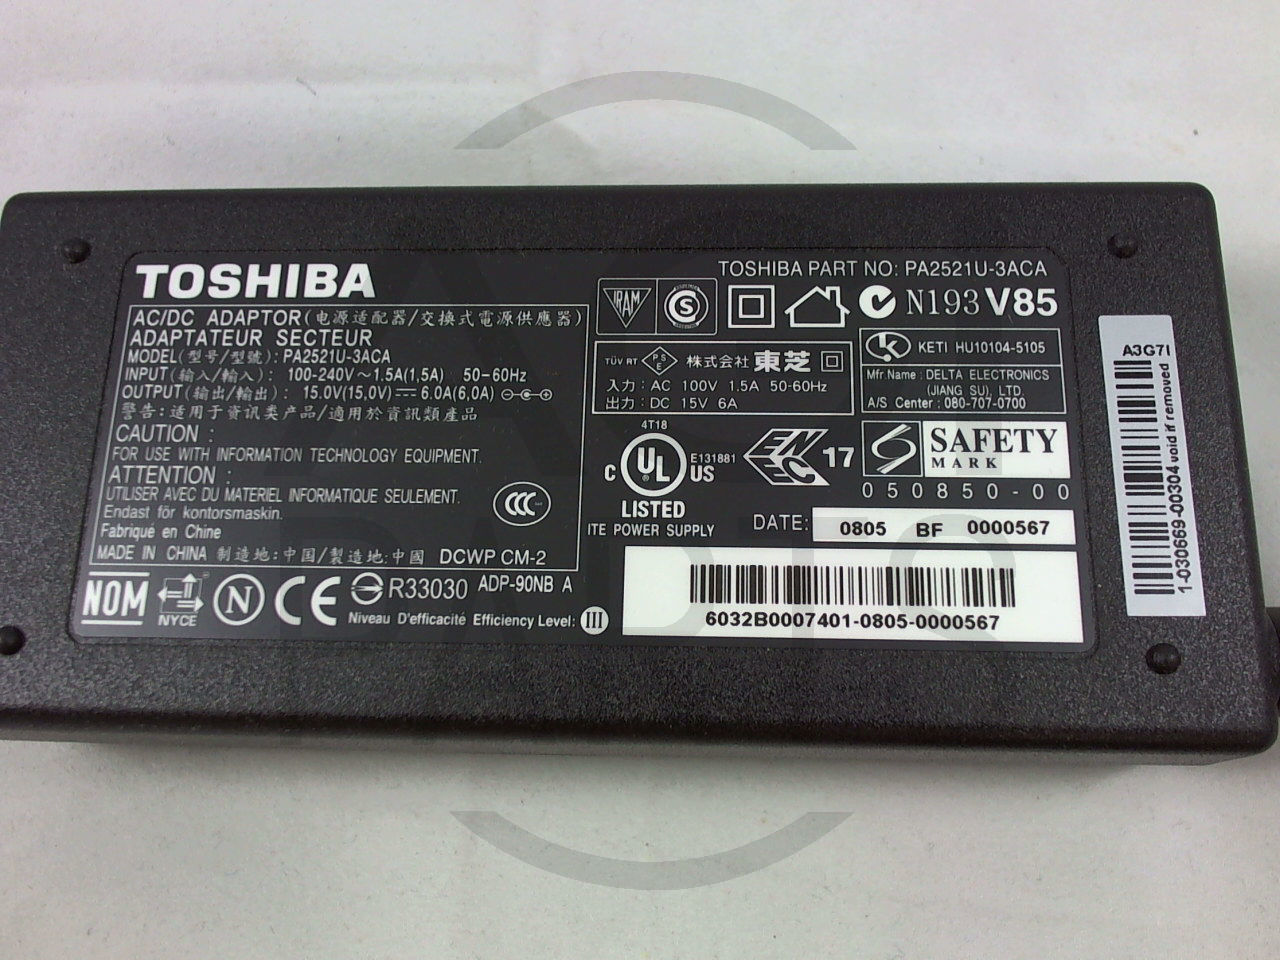 TOSHIBA
AC/DC ADAPTOR(电源适配器/交換式電源供應器)
ADAPTATEUR SECTEUR
MODEL(型号/型號): PA2521U-3ACA
INPUT(输入/輸入): 100-240V～1.5A(1,5A) 50-60Hz
OUTPUT(输出/輸出): 15.0V(15,0V)⎓ 6.0A(6,0A)
警告:适用于资讯类产品/適用於資訊類產品
CAUTION :
FOR USE WITH INFORMATION TECHNOLOGY EQUIPMENT.
ATTENTION :
UTILISER AVEC DU MATERIEL INFORMATIQUE SEULEMENT.
Endast för kontorsmaskin.
Fabriqué en Chine
MADE IN CHINA 制造地:中国/製造地:中國 DCWP CM-2
CCC
NOM NYCE N CE R33030 ADP-90NB A
Niveau D'efficacité Efficiency Level: III
TOSHIBA PART NO: PA2521U-3ACA
IRAM S N193 V85
TÜV RT PSE 株式会社 東芝
入力: AC 100V 1.5A 50-60Hz
出力: DC 15V 6A
K KETI HU10104-5105
Mfr.Name : DELTA ELECTRONICS
(JIANG SU), LTD
A/S Center : 080-707-0700
4T18
C UL US E131881
LISTED
ITE POWER SUPPLY
ENEC 17
S SAFETY
MARK
050850-00
DATE: 0805 BF 0000567
6032B0007401-0805-0000567
A3G7I
1-030669-00304 void if removed
AGI
PARTS